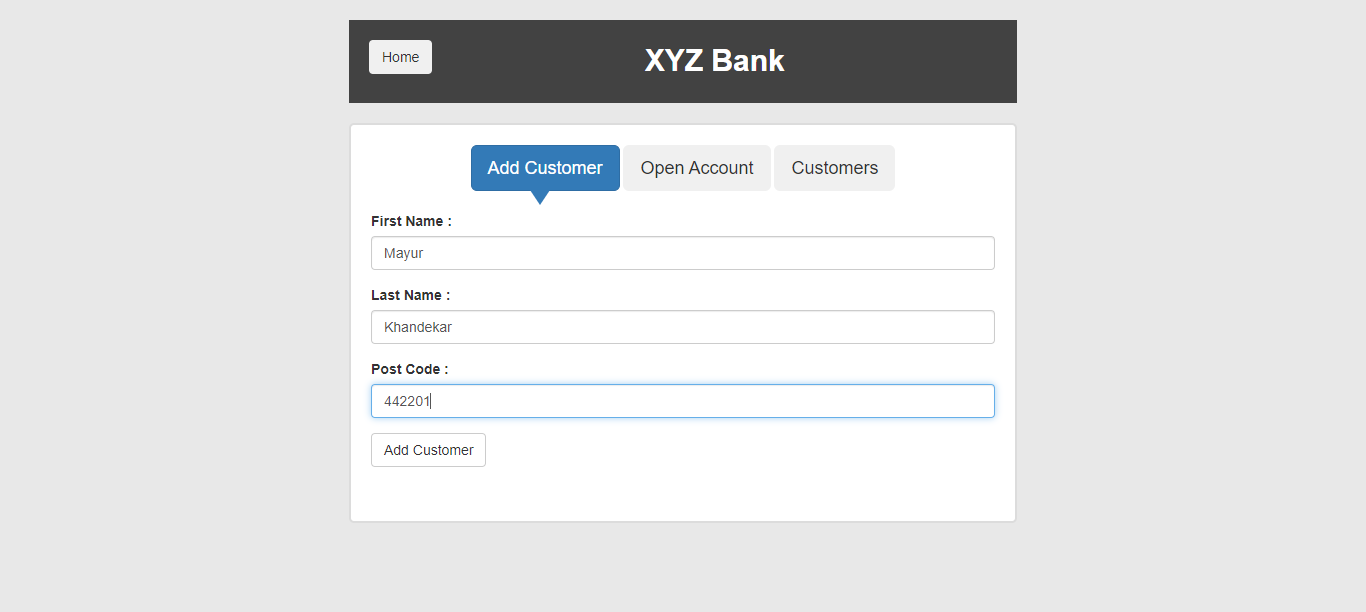 Home
XYZ Bank
Add Customer Open Account Customers
First Name :
Mayur
Last Name :
Khandekar
Post Code :
442201
Add Customer